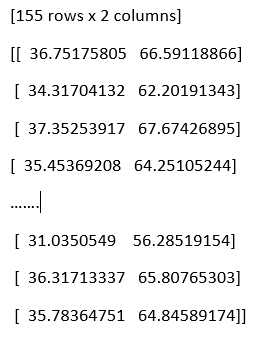 [155 rows x 2 columns]
[[ 36.75175805 66.59118866]
[ 34.31704132 62.20191343]
[ 37.35253917 67.67426895]
[ 35.45369208 64.25105244]
.......
[ 31.0350549 56.28519154]
[ 36.31713337 65.80765303]
[ 35.78364751 64.84589174]]